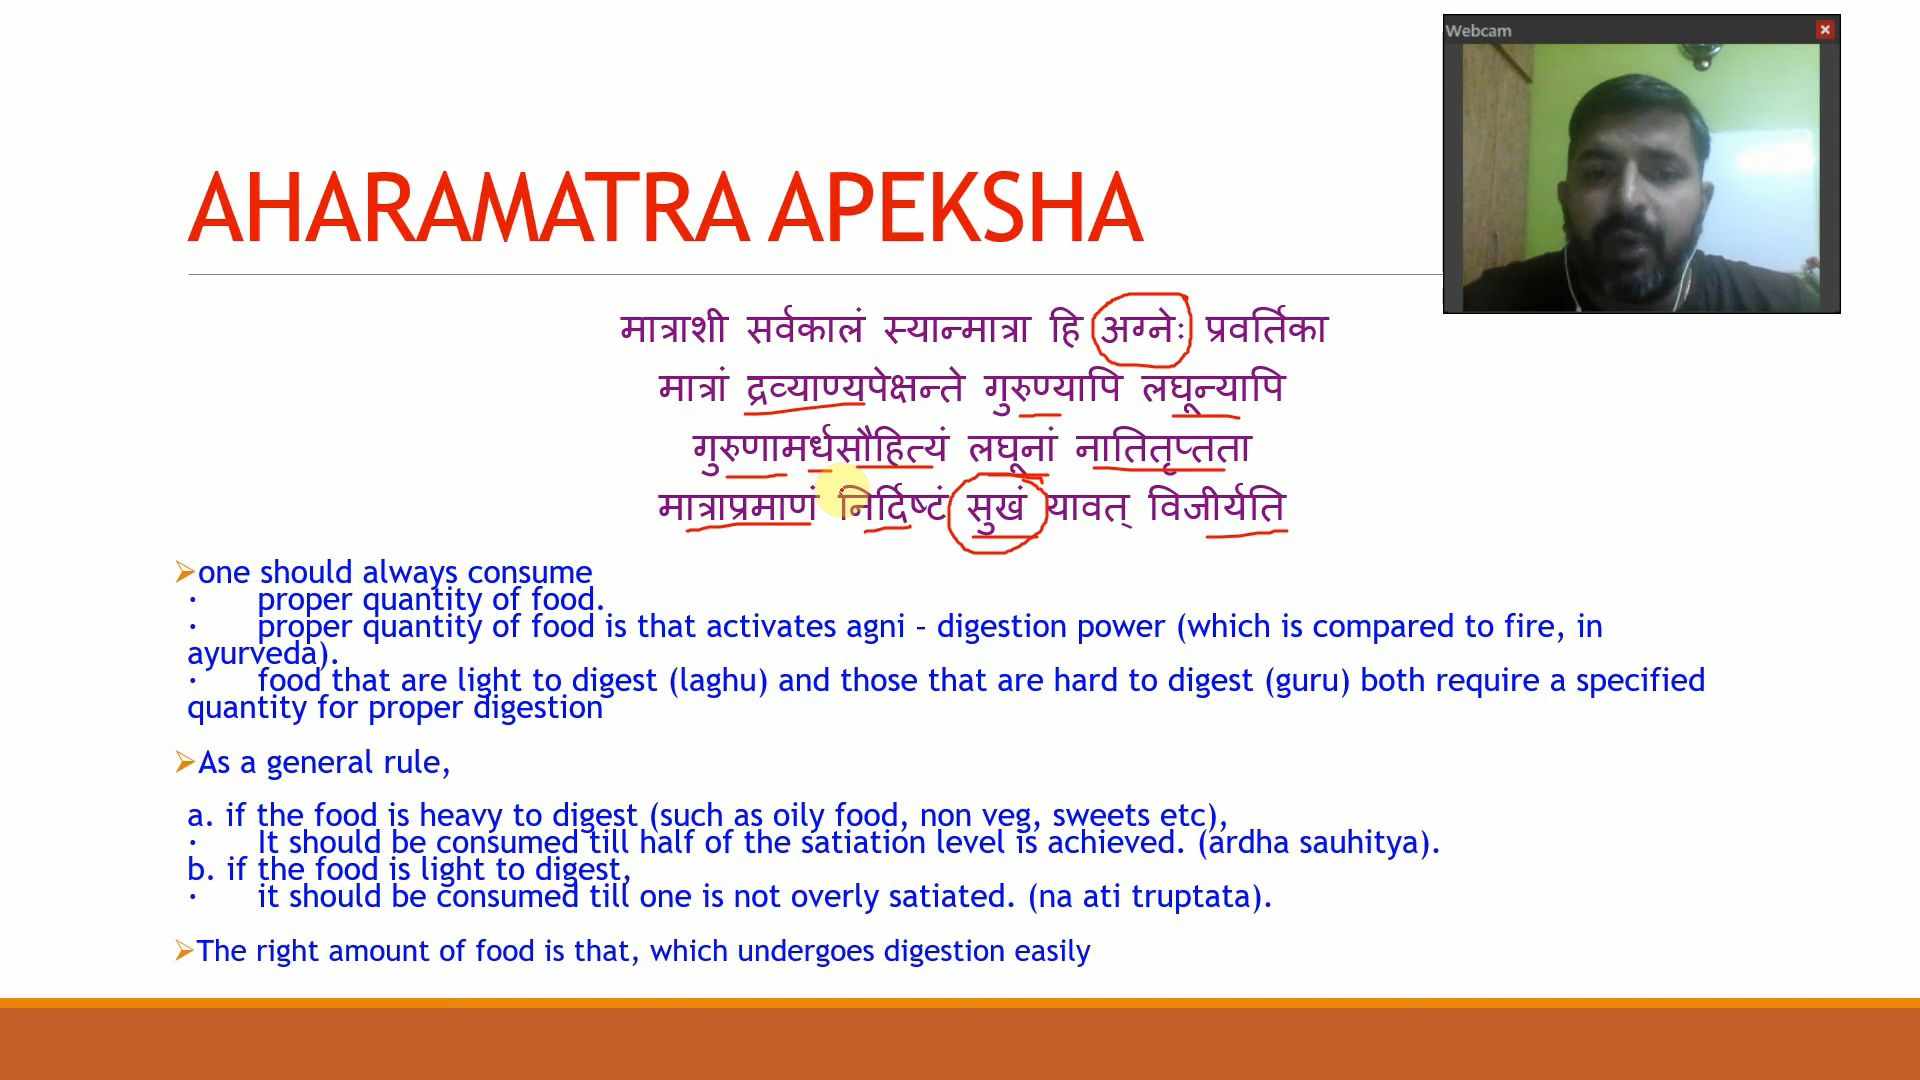 Webcam
AHARAMATRA APEKSHA
मात्राशी सर्वकालं स्यान्मात्रा हि अग्नेः प्रवर्तिका
मात्रां द्रव्याण्यपेक्षन्ते गुरुण्यापि लघून्यापि
गुरुणामर्धसौहित्यं लघूनां नातितृप्तता
मात्राप्रमाणं निर्दिष्टं सुखं यावत् विजीर्यति
➢one should always consume
· proper quantity of food.
· proper quantity of food is that activates agni – digestion power (which is compared to fire, in
ayurveda).
· food that are light to digest (laghu) and those that are hard to digest (guru) both require a specified
quantity for proper digestion
➢As a general rule,
a. if the food is heavy to digest (such as oily food, non veg, sweets etc),
· It should be consumed till half of the satiation level is achieved. (ardha sauhitya).
b. if the food is light to digest,
· it should be consumed till one is not overly satiated. (na ati truptata).
➢The right amount of food is that, which undergoes digestion easily